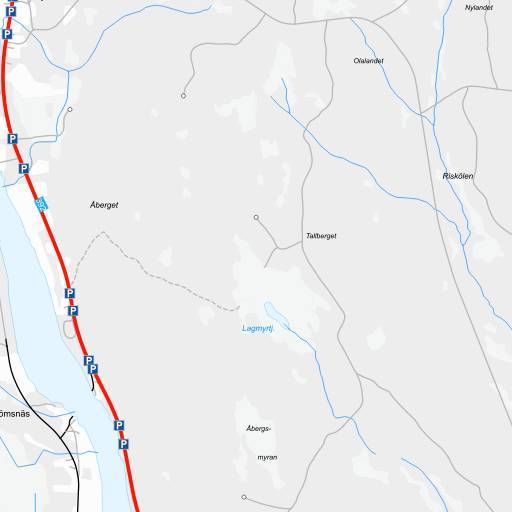 P
Nylandet
P
Olalandet
P
P
Riskölen
Åberget
Tallberget
P
P
Lagmyrtj.
P
P
ömsnäs
P
Åbergs-
P
myran